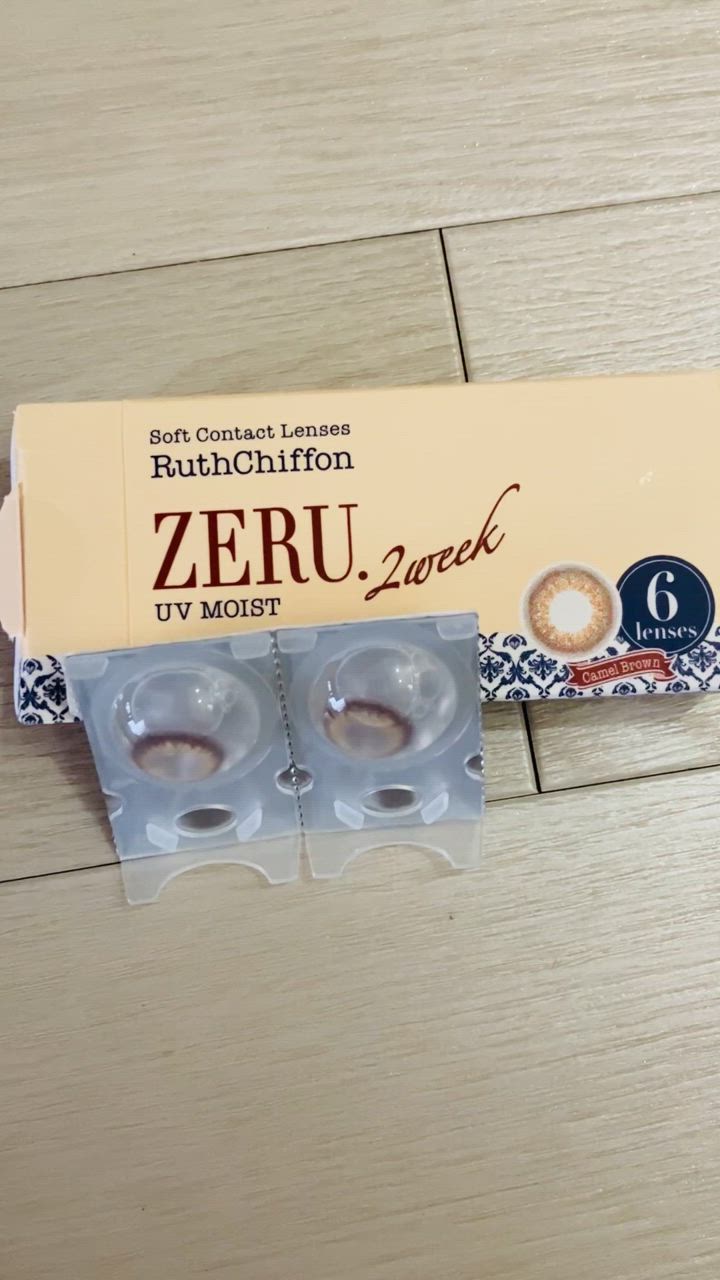 Soft Contact Lenses
RuthChiffon
ZERU. 2week
UV MOIST
6
lenses
Camel Brown